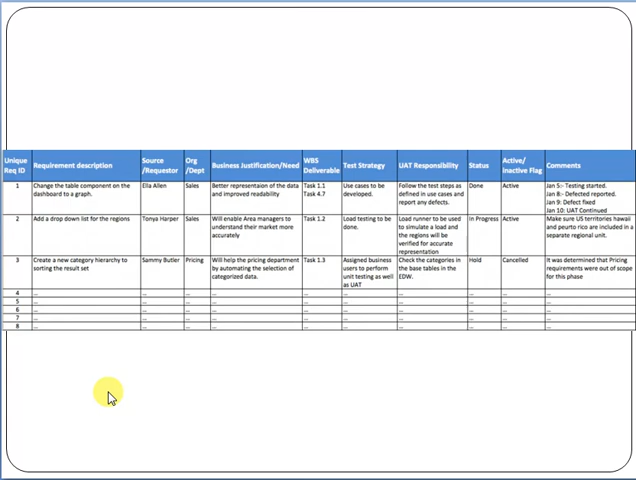 Unique Req ID | Requirement description | Source /Requestor | Org /Dept | Business Justification/Need | WBS Deliverable | Test Strategy | UAT Responsibility | Status | Active/ Inactive Flag | Comments
1 | Change the table component on the dashboard to a graph. | Ella Allen | Sales | Better representaion of the data and improved readability | Task 1.1 Task 4.7 | Use cases to be developed. | Follow the test steps as defined in use cases and report any defects. | Done | Active | Jan 5:- Testing started. Jan 8:- Defected reported. Jan 9: Defect fixed Jan 10: UAT Continued
2 | Add a drop down list for the regions | Tonya Harper | Sales | Will enable Area managers to understand their market more accurately | Task 1.2 | Load testing to be done. | Load runner to be used to simulate a load and the regions will be verified for accurate representation | In Progress | Active | Make sure US territories hawaii and peurto rico are included in a separate regional unit.
3 | Create a new category hierarchy to sorting the result set | Sammy Butler | Pricing | Will help the pricing department by automating the selection of categorized data. | Task 1.3 | Assigned business users to perform unit testing as well as UAT | Check the categories in the base tables in the EDW. | Hold | Cancelled | It was determined that Pricing requirements were out of scope for this phase
4 | ... | ... | ... | ... | ... | ... | ... | ... | ... | ...
5 | ... | ... | ... | ... | ... | ... | ... | ... | ... | ...
6 | ... | ... | ... | ... | ... | ... | ... | ... | ... | ...
7 | ... | ... | ... | ... | ... | ... | ... | ... | ... | ...
8 | ... | ... | ... | ... | ... | ... | ... | ... | ... | ...